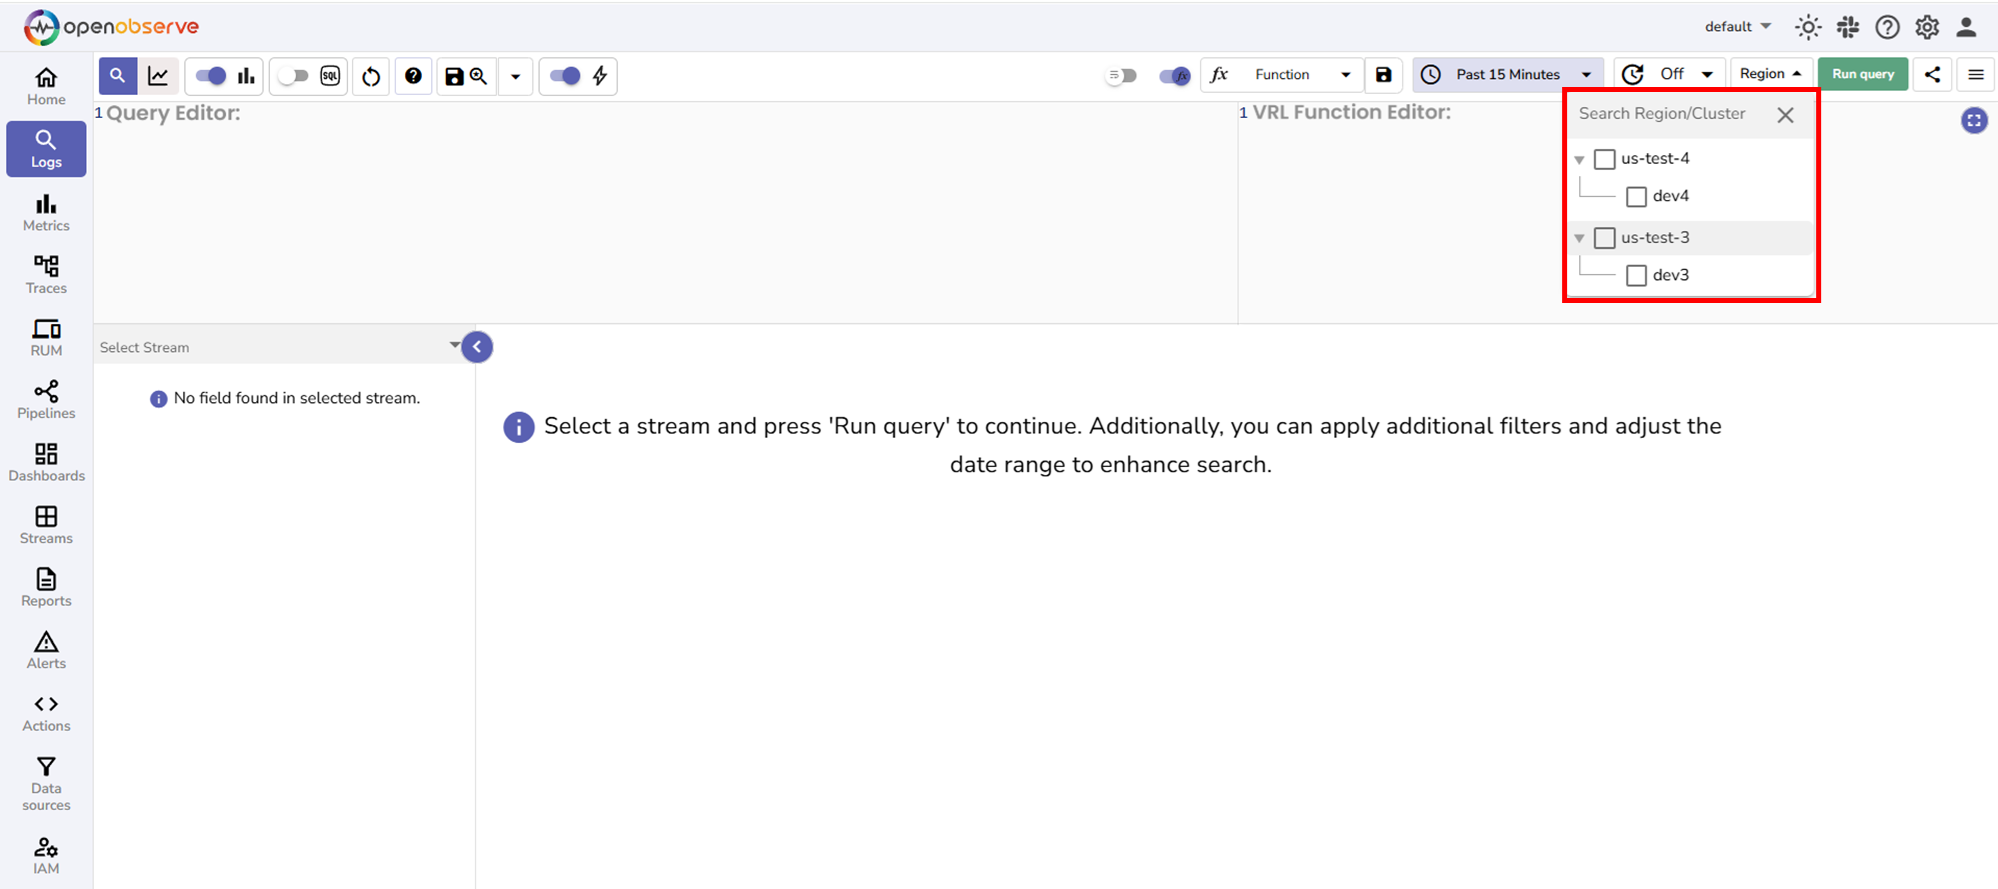 openobserve
default
Home
Logs
Metrics
Traces
RUM
Pipelines
Dashboards
Streams
Reports
Alerts
Actions
Data
sources
IAM
SQL
fx
fx
Function
Past 15 Minutes
Off
Region
Run query
1 Query Editor:
1 VRL Function Editor:
Search Region/Cluster
us-test-4
dev4
us-test-3
dev3
Select Stream
No field found in selected stream.
Select a stream and press 'Run query' to continue. Additionally, you can apply additional filters and adjust the
date range to enhance search.